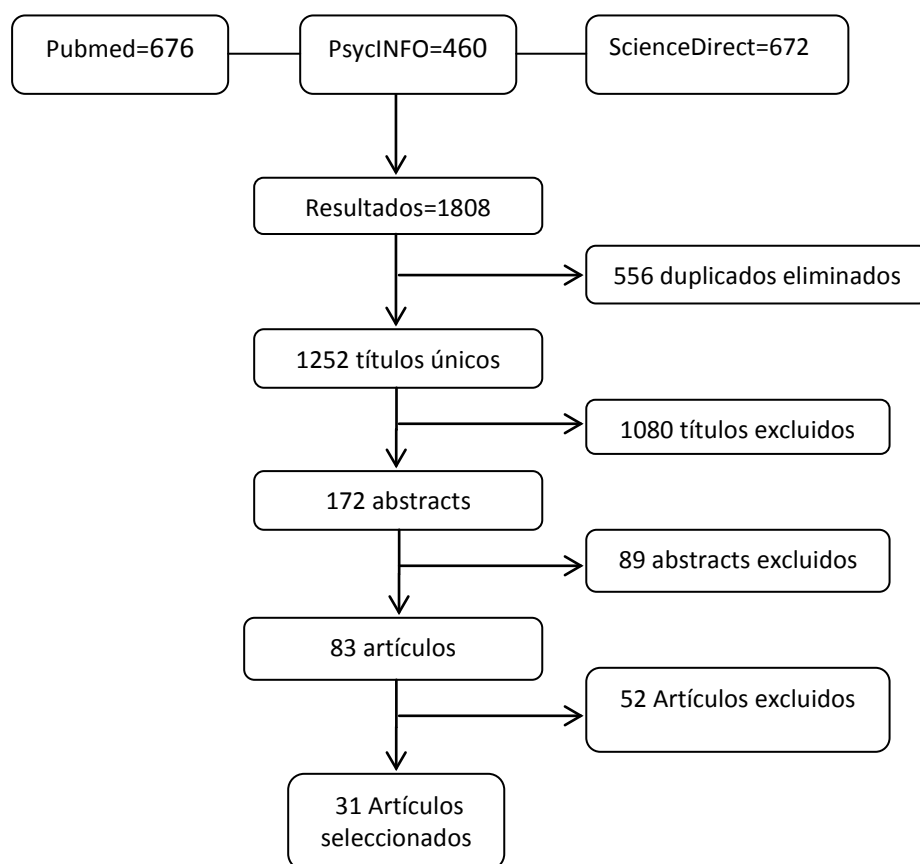 Pubmed=676
PsycINFO=460
ScienceDirect=672
Resultados=1808
556 duplicados eliminados
1252 títulos únicos
1080 títulos excluidos
172 abstracts
89 abstracts excluidos
83 artículos
52 Artículos excluidos
31 Artículos
seleccionados